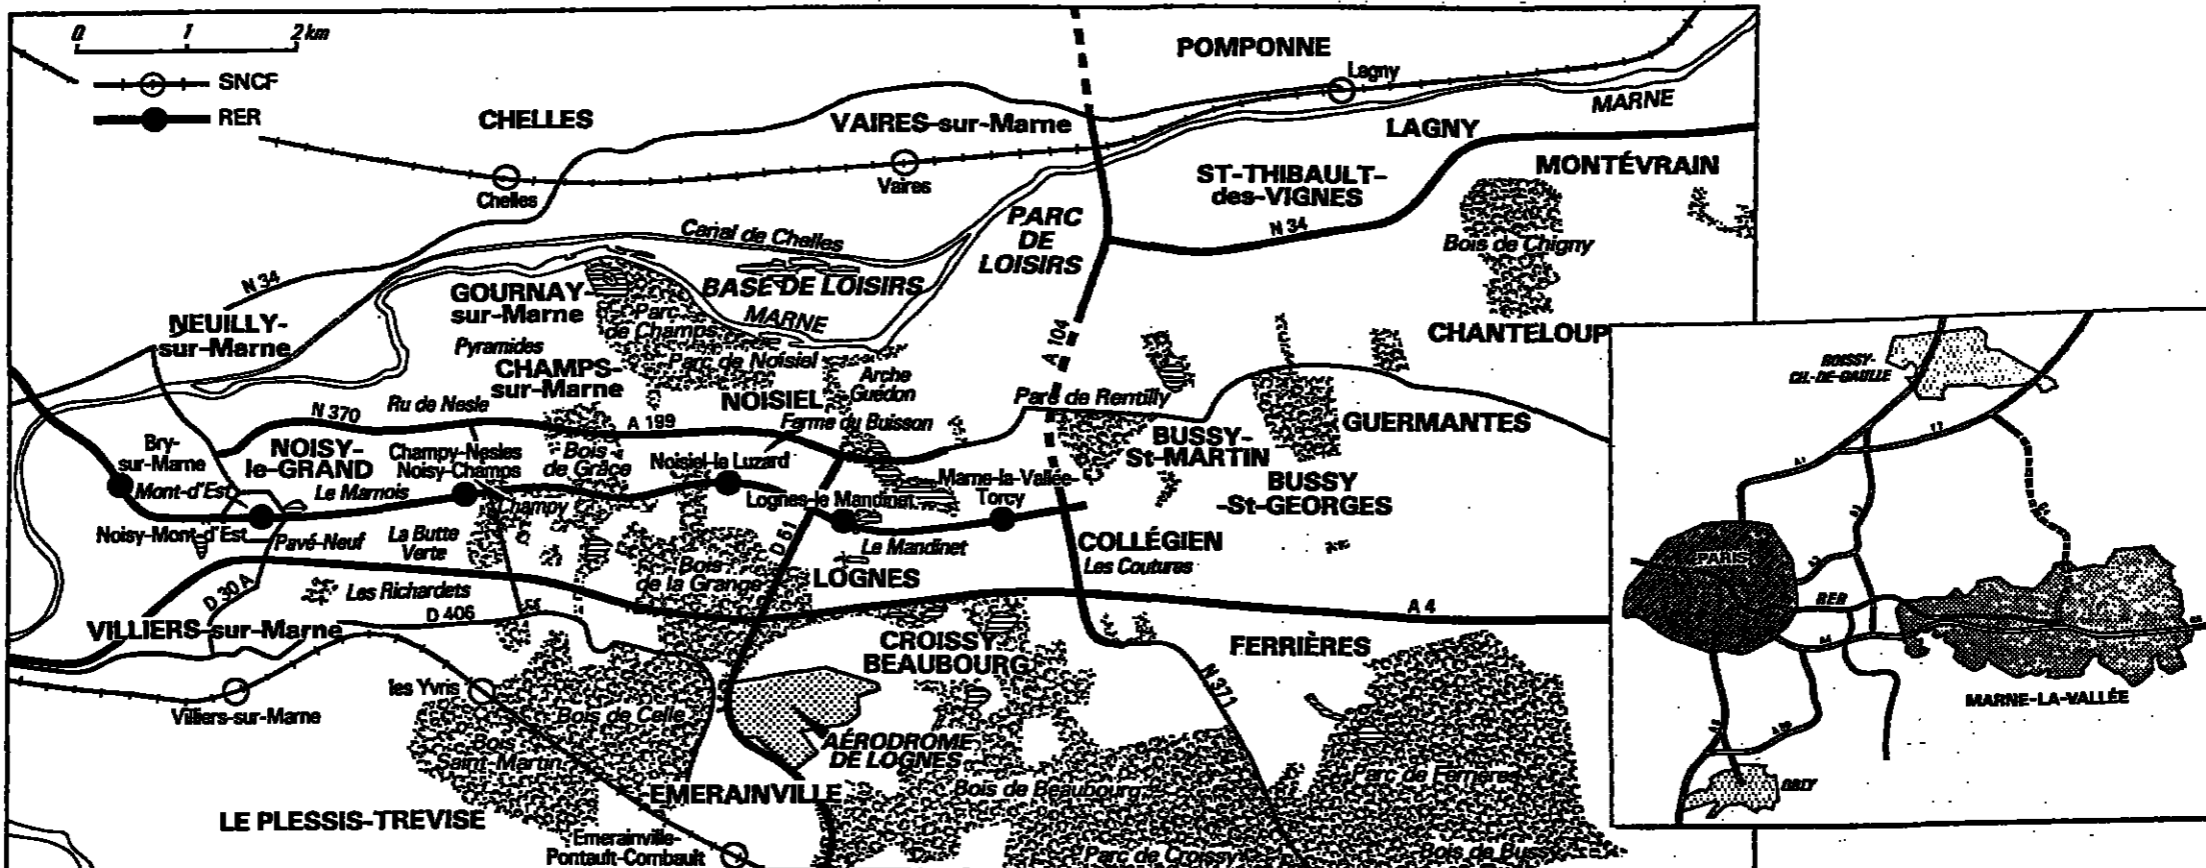 0 1 2 km
SNCF
RER
POMPONNE
Lagny
MARNE
CHELLES
VAIRES-sur-Marne
LAGNY
MONTÉVRAIN
Chelles
Vaires
ST-THIBAULT-
des-VIGNES
PARC
DE
LOISIRS
N 34
Canal de Chelles
Bois de Chigny
N 34
BASE DE LOISIRS
GOURNAY-
sur-Marne
MARNE
Parc
de Champs
NEUILLY-
sur-Marne
Pyramides
Parc de Noisiel
A 104
CHANTELOUP
CHAMPS-
sur-Marne
Arche
Guédon
NOISIEL
Parc de Rentilly
N 370
Ru de Nesle
A 199
Ferme du Buisson
GUERMANTES
Bry-
sur-Marne
NOISY-
le-GRAND
Champy-Nesles
Noisy-Champs
Bois
de Grâce
Noisiel-le Luzard
BUSSY-
St-MARTIN
Mont-d'Est
Le Marnois
Champy
Lognes-le Mandinet
Marne-la-Vallée-
Torcy
BUSSY
-St-GEORGES
Noisy-Mont-d'Est
Pavé-Neuf
La Butte
Verte
D 51
Le Mandinet
COLLÉGIEN
Les Coutures
Bois
de la Grange
LOGNES
D 30 A
Les Richardets
D 406
A 4
VILLIERS-sur-Marne
CROISSY-
BEAUBOURG
FERRIÈRES
N 371
les Yvris
Villiers-sur-Marne
Bois de Celle
Bois
Saint-Martin
AÉRODROME
DE LOGNES
EMERAINVILLE
Bois de Beaubourg
Parc de Ferrières
LE PLESSIS-TREVISE
Emerainville-
Pontault-Combault
Parc de Croissy
ROISSY-
CH.-DE-GAULLE
PARIS
RER
MARNE-LA-VALLÉE
ORLY